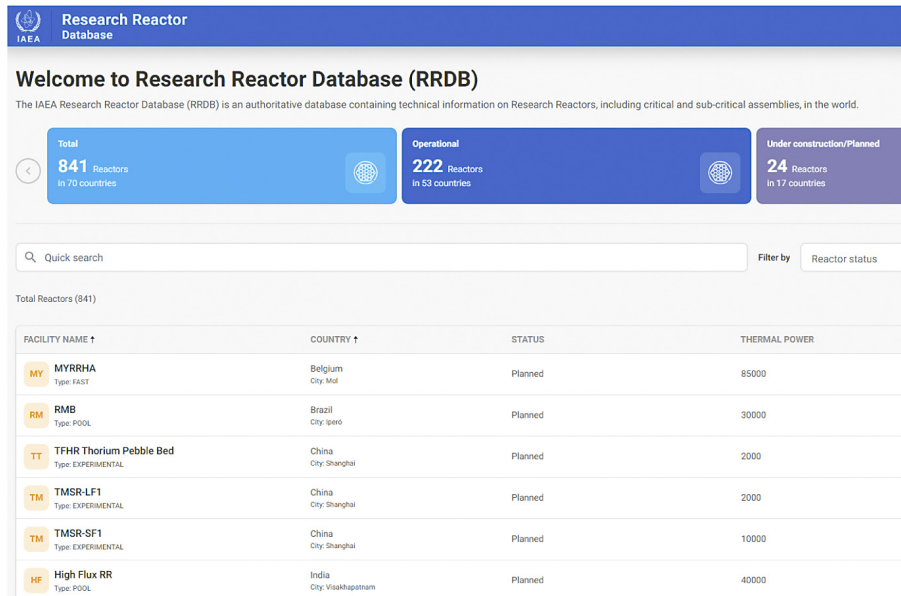 IAEA
Research Reactor
Database
Welcome to Research Reactor Database (RRDB)
The IAEA Research Reactor Database (RRDB) is an authoritative database containing technical information on Research Reactors, including critical and sub-critical assemblies, in the world.
Total
841 Reactors
in 70 countries
Operational
222 Reactors
in 53 countries
Under construction/Planned
24 Reactors
in 17 countries
Quick search
Filter by
Reactor status
Total Reactors (841)
FACILITY NAME ↑ COUNTRY ↑ STATUS THERMAL POWER
MY MYRRHA Belgium Planned 85000
Type: FAST City: Mol
RM RMB Brazil Planned 30000
Type: POOL City: Iperó
TT TFHR Thorium Pebble Bed China Planned 2000
Type: EXPERIMENTAL City: Shanghai
TM TMSR-LF1 China Planned 2000
Type: EXPERIMENTAL City: Shanghai
TM TMSR-SF1 China Planned 10000
Type: EXPERIMENTAL City: Shanghai
HF High Flux RR India Planned 40000
Type: POOL City: Visakhapatnam